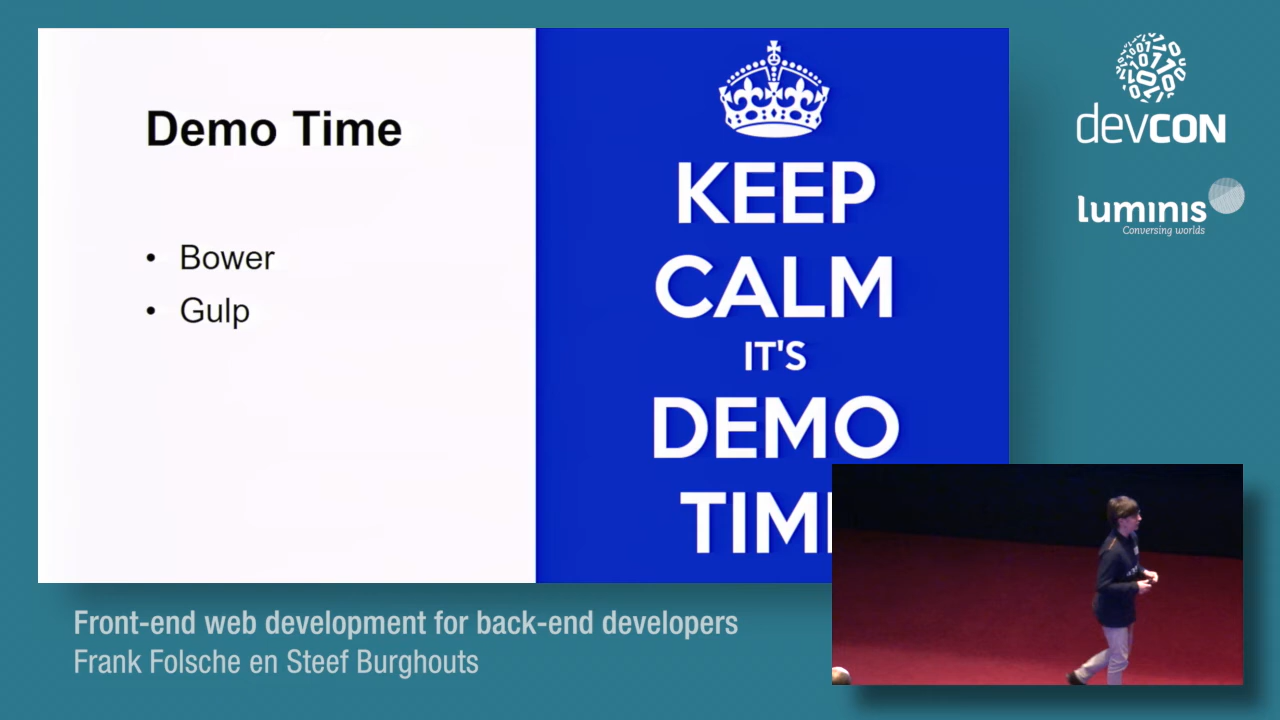 Demo Time
• Bower
• Gulp
KEEP
CALM
IT'S
DEMO
TIM
devCON
luminis
Conversing worlds
Front-end web development for back-end developers
Frank Folsche en Steef Burghouts